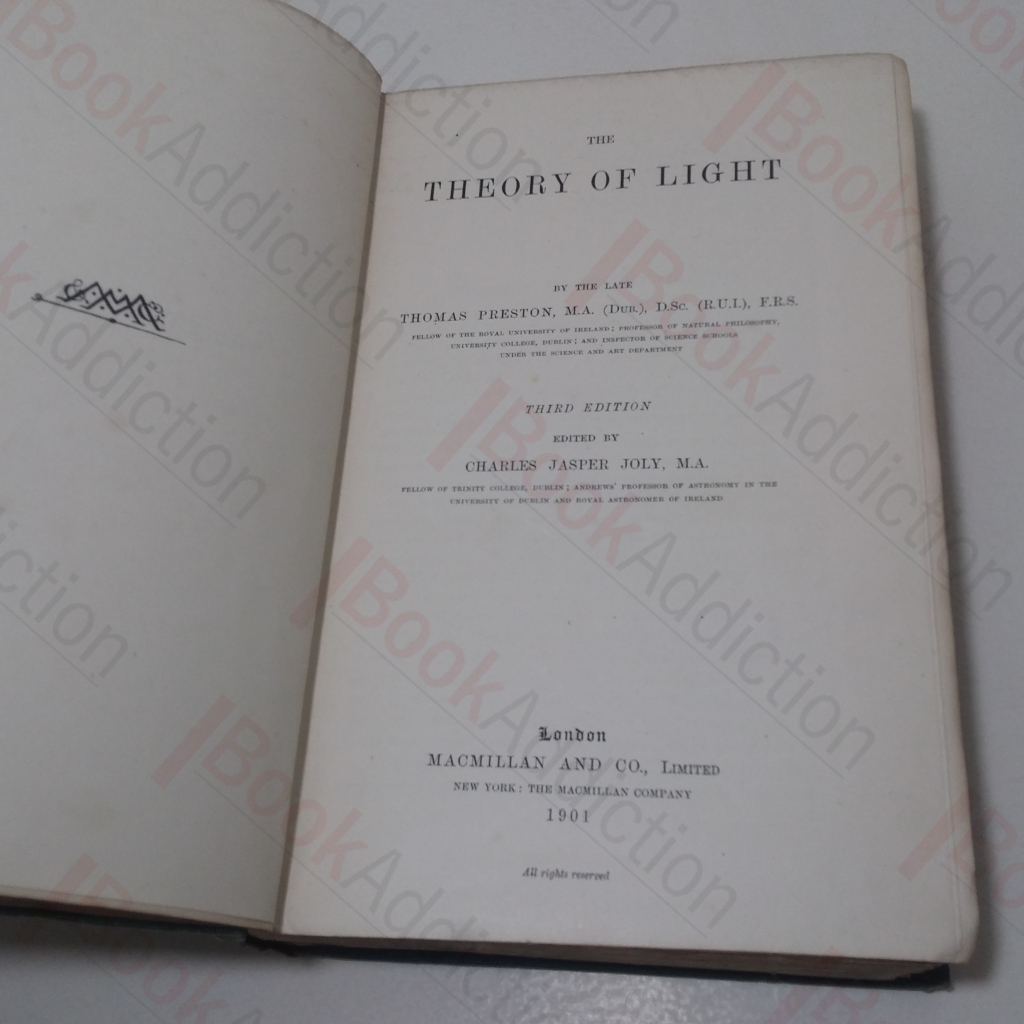 THE
THEORY OF LIGHT
BY THE LATE
THOMAS PRESTON, M.A. (DUB.), D.Sc. (R.U.I.), F.R.S.
FELLOW OF THE ROYAL UNIVERSITY OF IRELAND; PROFESSOR OF NATURAL PHILOSOPHY,
UNIVERSITY COLLEGE, DUBLIN; AND INSPECTOR OF SCIENCE SCHOOLS
UNDER THE SCIENCE AND ART DEPARTMENT
THIRD EDITION
EDITED BY
CHARLES JASPER JOLY, M.A.
FELLOW OF TRINITY COLLEGE, DUBLIN; ANDREWS' PROFESSOR OF ASTRONOMY IN THE
UNIVERSITY OF DUBLIN AND ROYAL ASTRONOMER OF IRELAND
London
MACMILLAN AND CO., LIMITED
NEW YORK: THE MACMILLAN COMPANY
1901
All rights reserved
BookAddiction